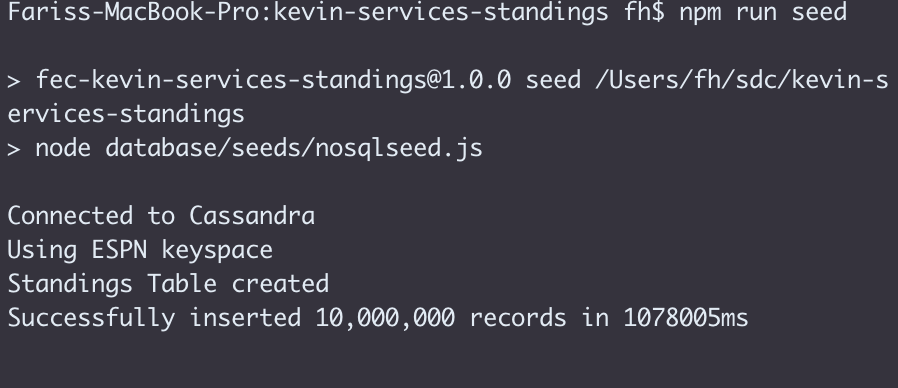 Fariss-MacBook-Pro:kevin-services-standings fh$ npm run seed
> fec-kevin-services-standings@1.0.0 seed /Users/fh/sdc/kevin-s
ervices-standings
> node database/seeds/nosqlseed.js
Connected to Cassandra
Using ESPN keyspace
Standings Table created
Successfully inserted 10,000,000 records in 1078005ms